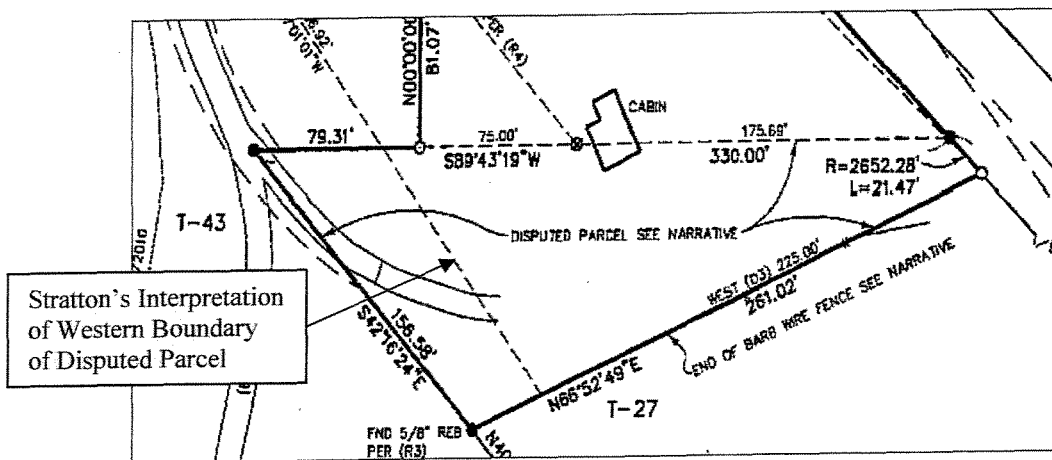 N00°00'00
81.07'
PER (R4)
CABIN
79.31'
75.00'
S89°43'19"W
175.69'
330.00'
R=2652.28'
L=21.47'
T-43
DISPUTED PARCEL SEE NARRATIVE
Stratton's Interpretation
of Western Boundary
of Disputed Parcel
156.58'
S42°16'24"E
WEST (D3) 225.00'
261.02'
END OF BARB WIRE FENCE SEE NARRATIVE
N66°52'49"E
T-27
FND 5/8" REB
PER (R3)
N40